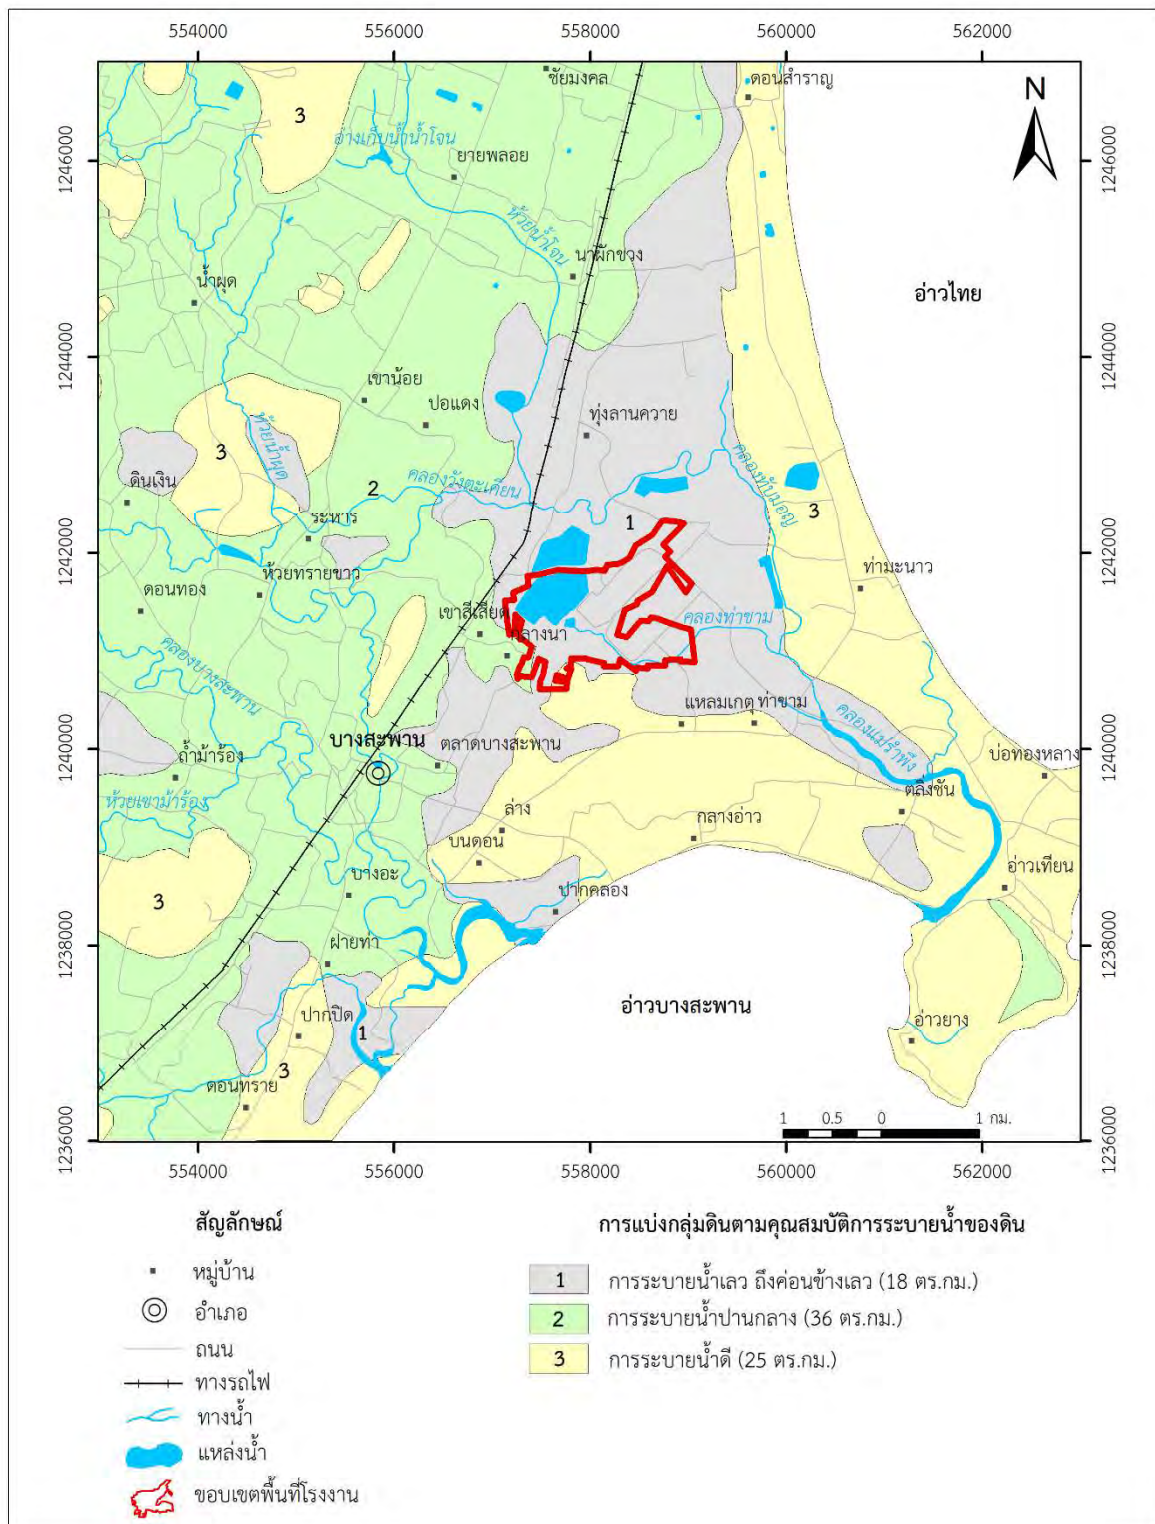 554000 556000 558000 560000 562000
ชัยมงคล
ดอนสำราญ
N
3
อ่างเก็บน้ำน้ำโจน
1246000
1246000
ยายพลอย
ห้วยน้ำโจน
นาผักขวง
น้ำผุด
อ่าวไทย
1244000
1244000
เขาน้อย
ปอแดง
ทุ่งลานควาย
3
ห้วยน้ำผุด
คลองทับมอญ
ดินเงิน
2
คลองวังตะเคียน
3
ระหาร
1
1242000
1242000
ห้วยทรายขาว
ท่ามะนาว
ดอนทอง
เขาสีเสียด
คลองท่าขาม
กลางนา
คลองบางสะพาน
แหลมเกตุ
ท่าขาม
คลองแม่รำพึง
บางสะพาน
ตลาดบางสะพาน
บ่อทองหลาง
1240000
1240000
ถ้ำม้าร้อง
ห้วยเขาม้าร้อง
ตลิ่งชัน
ล่าง
กลางอ่าว
บนดอน
อ่าวเทียน
บางอะ
ปากคลอง
3
ฝ่ายท่า
1238000
1238000
อ่าวบางสะพาน
ปากปิด
1
อ่าวยาง
3
ดอนทราย
1 0.5 0 1 กม.
1236000
1236000
554000 556000 558000 560000 562000
สัญลักษณ์
หมู่บ้าน
อำเภอ
ถนน
ทางรถไฟ
ทางน้ำ
แหล่งน้ำ
ขอบเขตพื้นที่โรงงาน
การแบ่งกลุ่มดินตามคุณสมบัติการระบายน้ำของดิน
1 การระบายน้ำเลว ถึงค่อนข้างเลว (18 ตร.กม.)
2 การระบายน้ำปานกลาง (36 ตร.กม.)
3 การระบายน้ำดี (25 ตร.กม.)